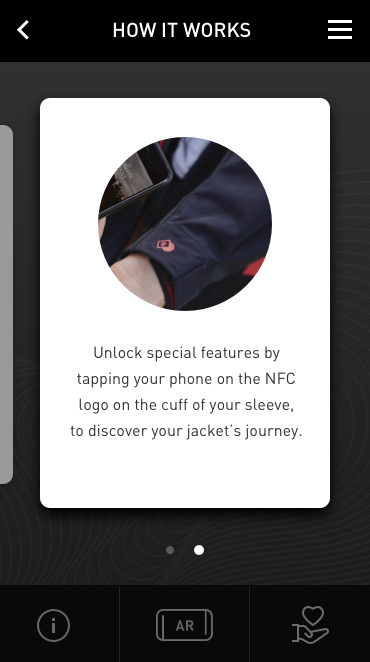 HOW IT WORKS
Unlock special features by
tapping your phone on the NFC
logo on the cuff of your sleeve,
to discover your jacket's journey.
AR